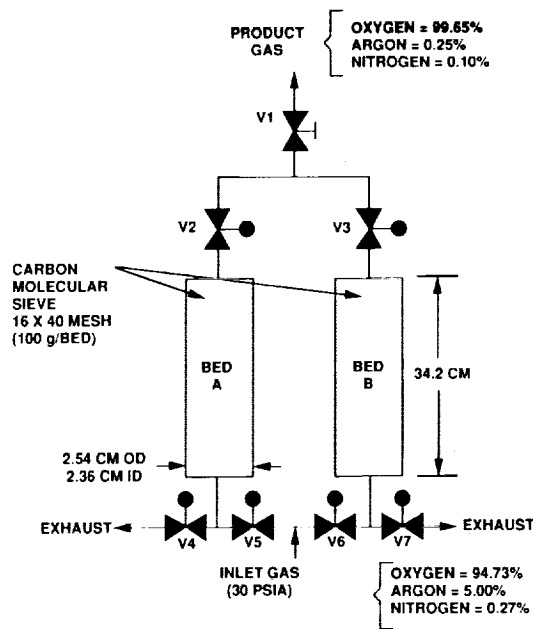 PRODUCT
GAS
OXYGEN = 99.65%
ARGON = 0.25%
NITROGEN = 0.10%
V1
V2
V3
CARBON
MOLECULAR
SIEVE
16 X 40 MESH
(100 g/BED)
BED
A
BED
B
34.2 CM
2.54 CM OD
2.36 CM ID
EXHAUST
V4
V5
V6
V7
EXHAUST
INLET GAS
(30 PSIA)
OXYGEN = 94.73%
ARGON = 5.00%
NITROGEN = 0.27%